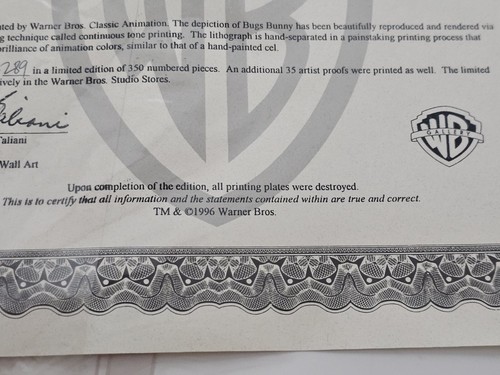 ted by Warner Bros. Classic Animation. The depiction of Bugs Bunny has been beautifully reproduced and rendered via
g technique called continuous tone printing. The lithograph is hand-separated in a painstaking printing process that
brilliance of animation colors, similar to that of a hand-painted cel.
289 in a limited edition of 350 numbered pieces. An additional 35 artist proofs were printed as well. The limited
ively in the Warner Bros. Studio Stores.
aliani
Wall Art
WB
GALLERY
Upon completion of the edition, all printing plates were destroyed.
This is to certify that all information and the statements contained within are true and correct.
TM & ©1996 Warner Bros.